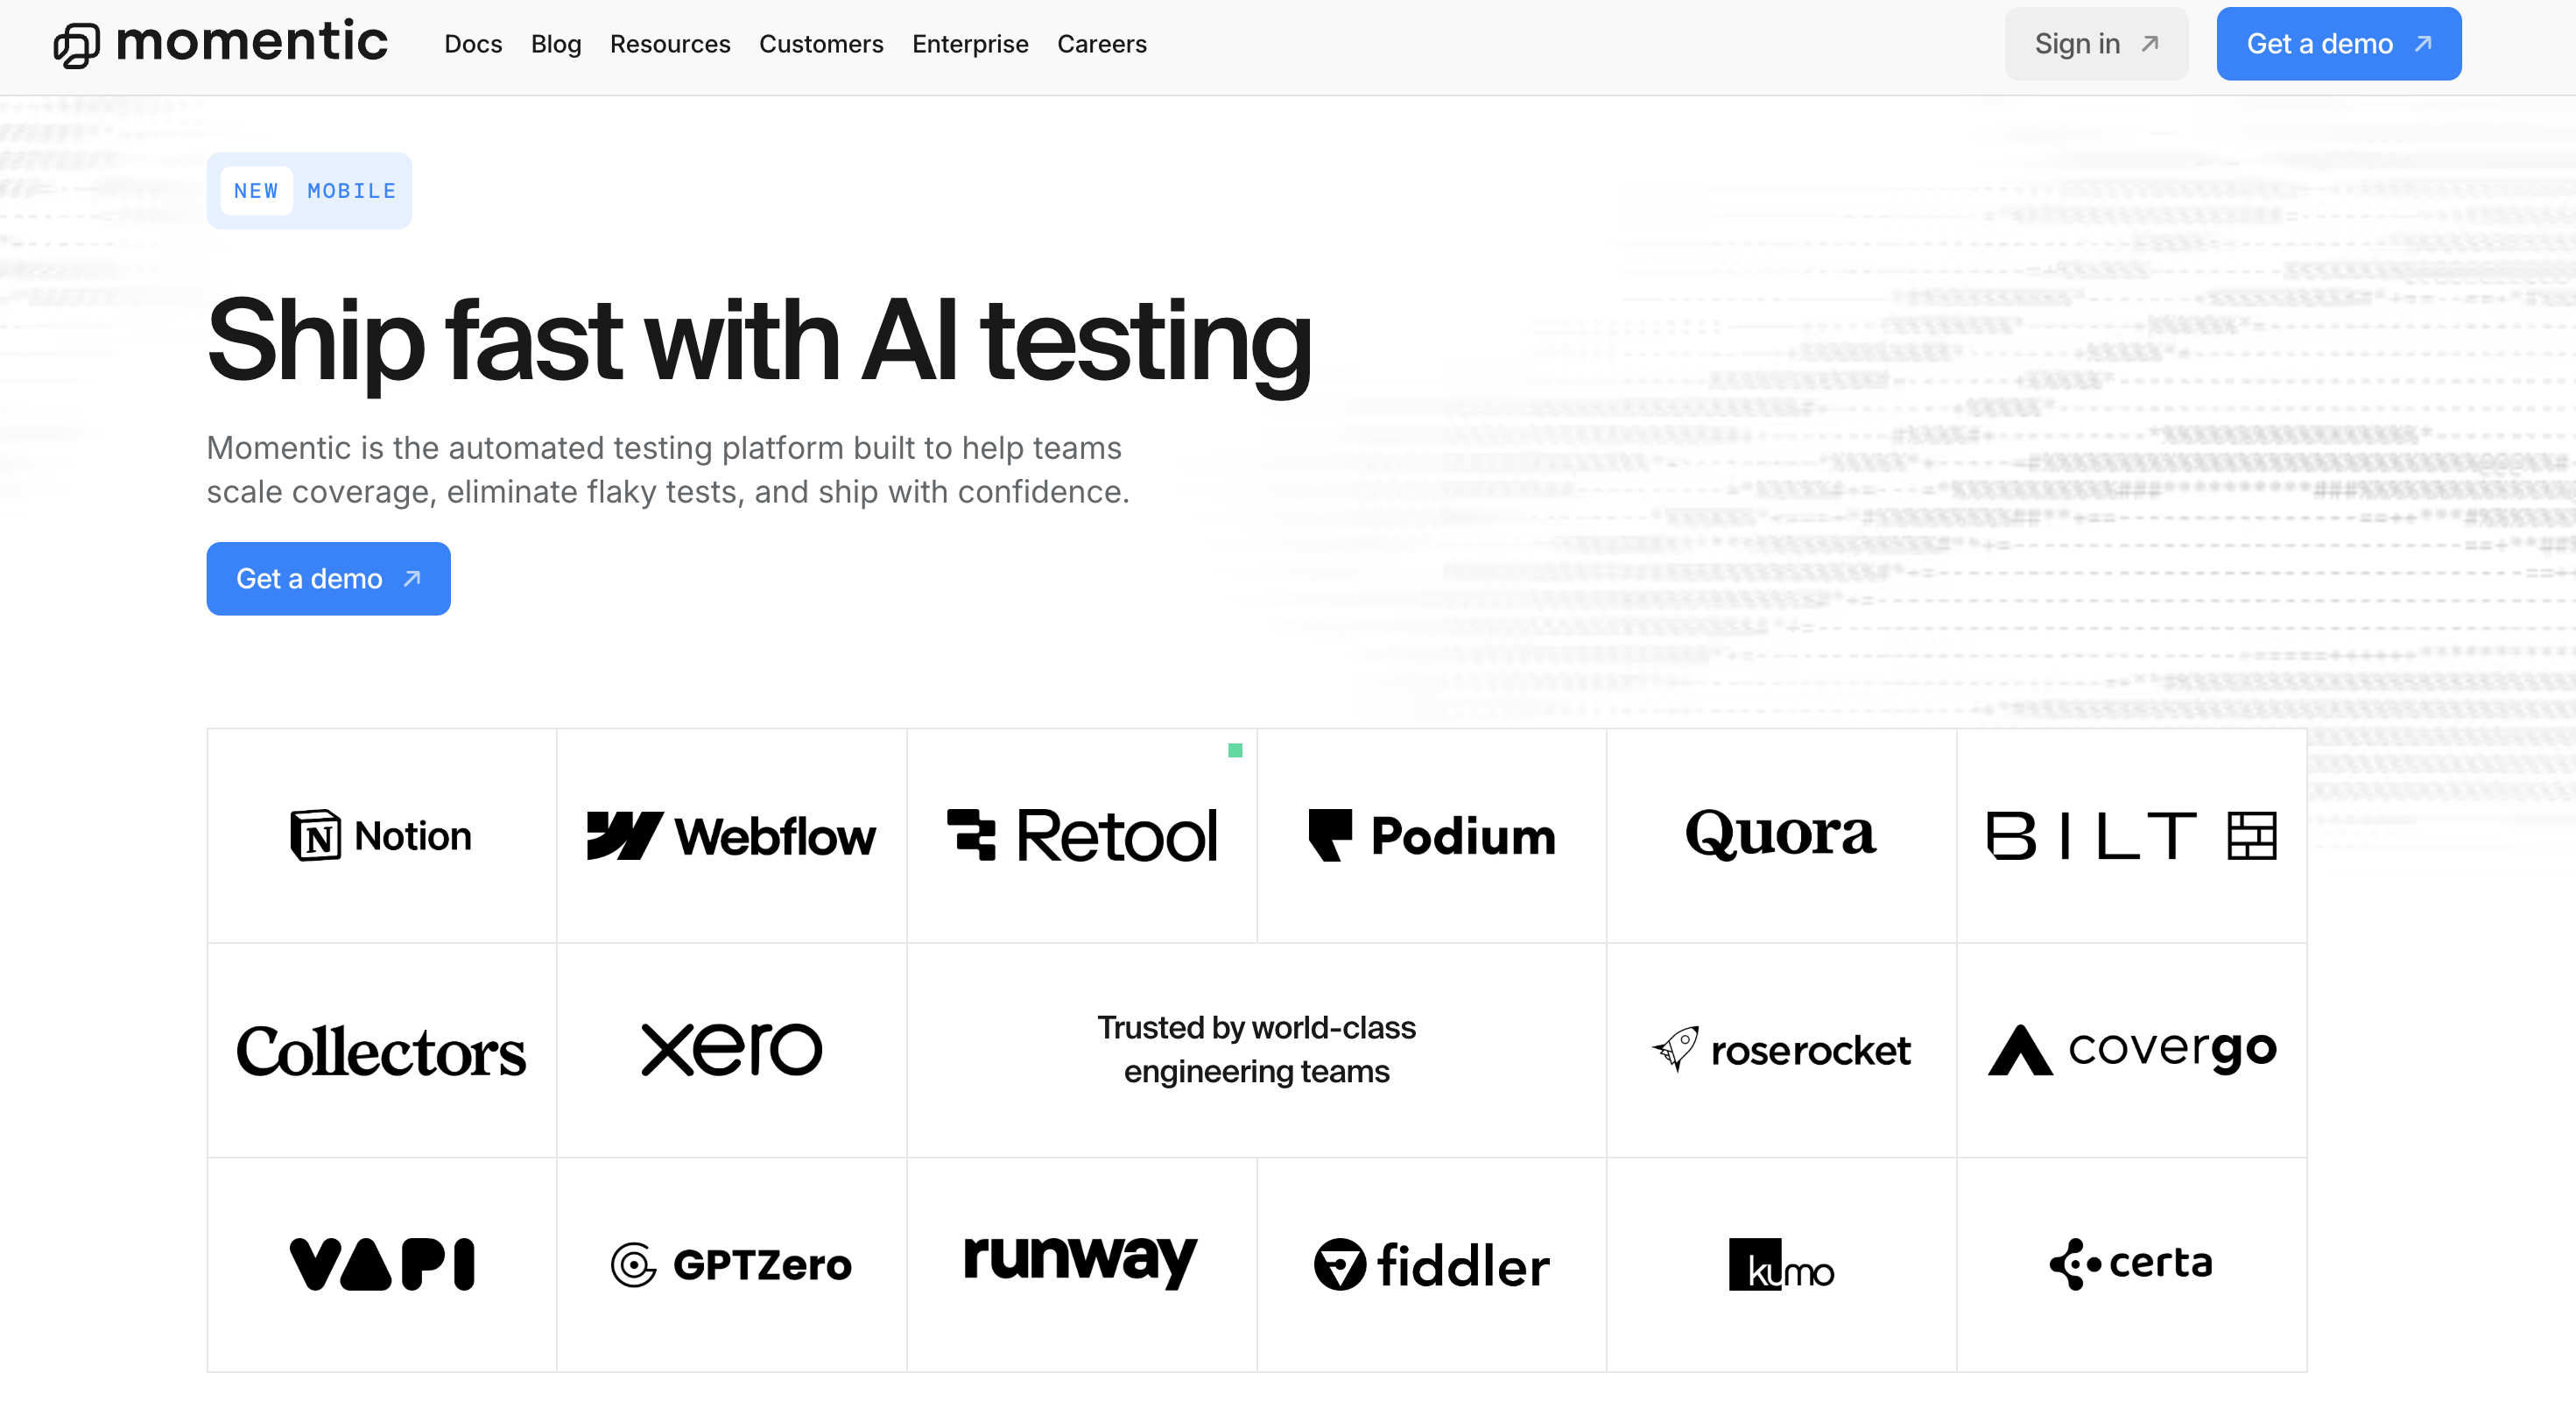 momentic
Docs Blog Resources Customers Enterprise Careers
Sign in
Get a demo
NEW MOBILE
Ship fast with AI testing
Momentic is the automated testing platform built to help teams
scale coverage, eliminate flaky tests, and ship with confidence.
Get a demo
Notion
Webflow
Retool
Podium
Quora
BILT
Collectors
xero
Trusted by world-class
engineering teams
roserocket
covergo
VAPI
GPTZero
runway
fiddler
kumo
certa